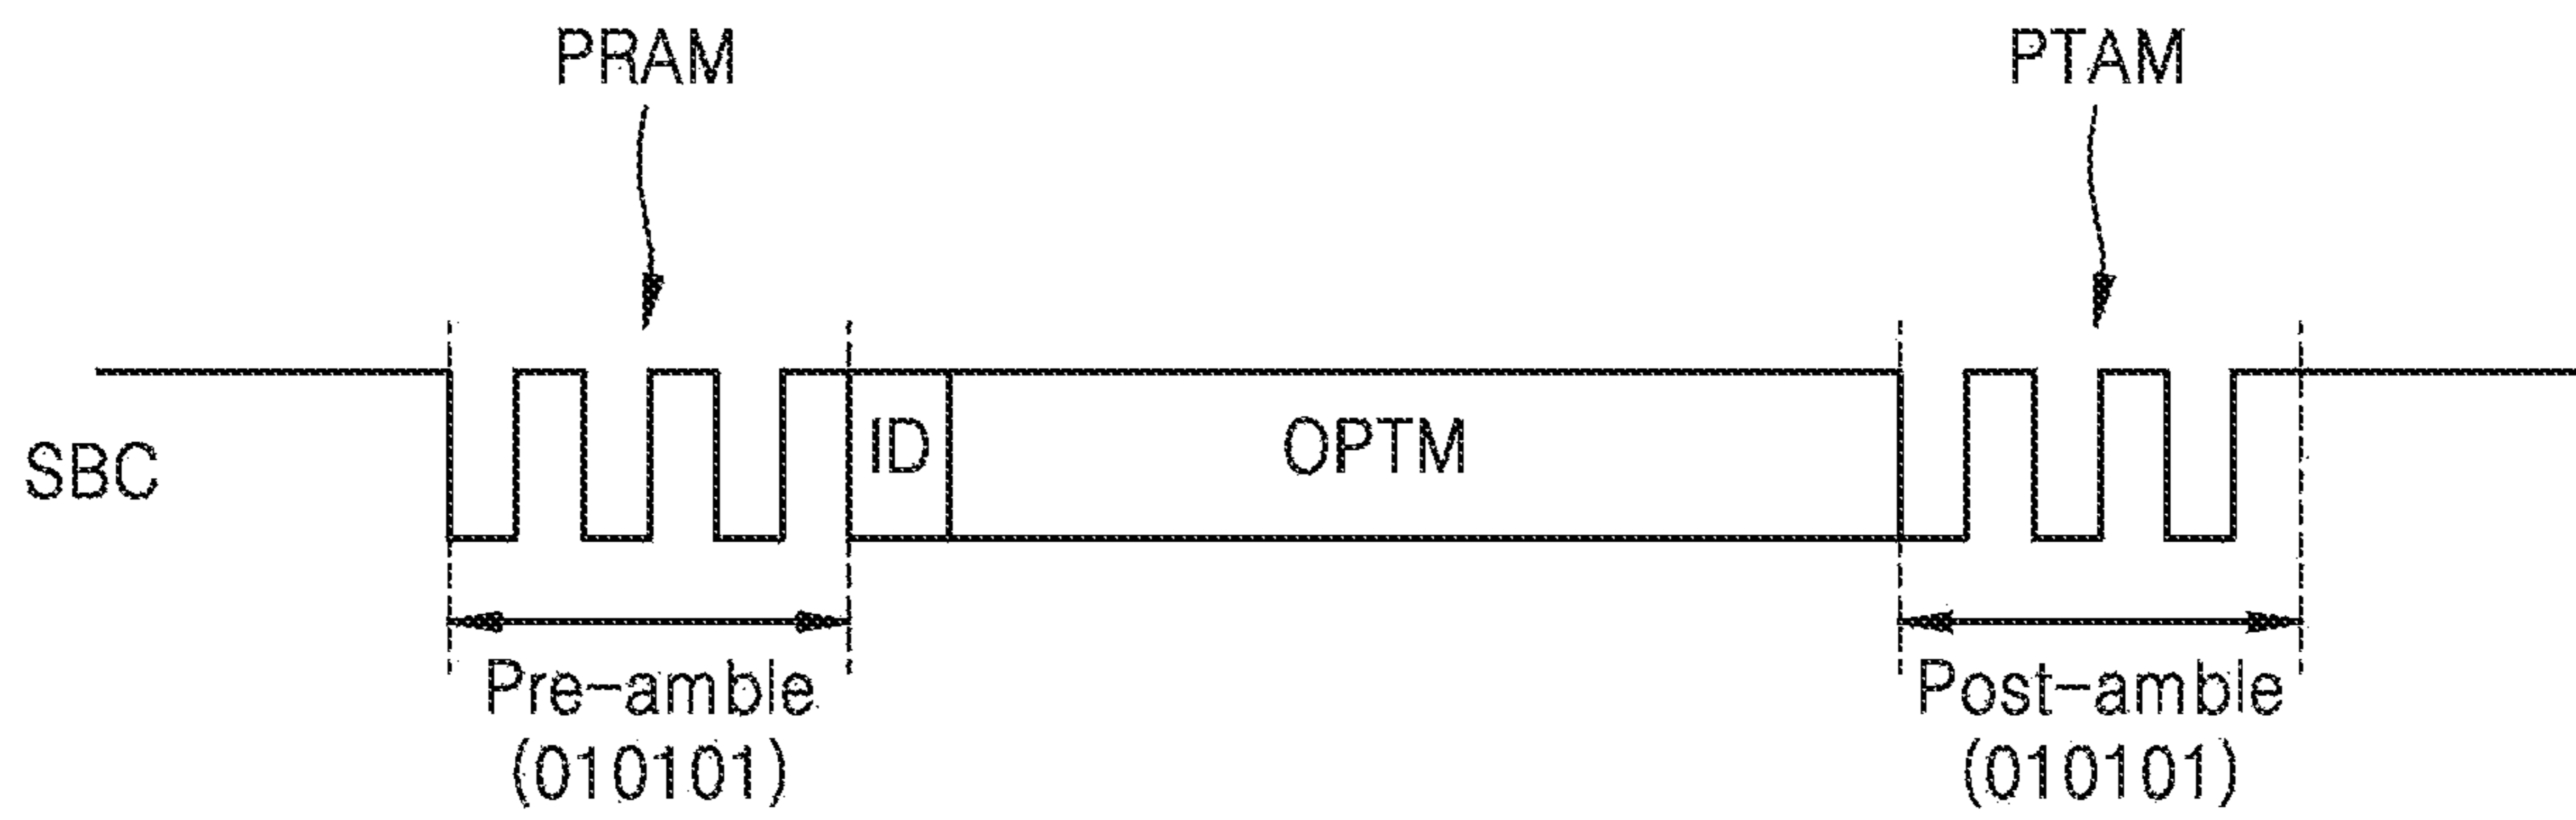 PRAM
PTAM
SBC
ID
OPTM
Pre-amble
(010101)
Post-amble
(010101)